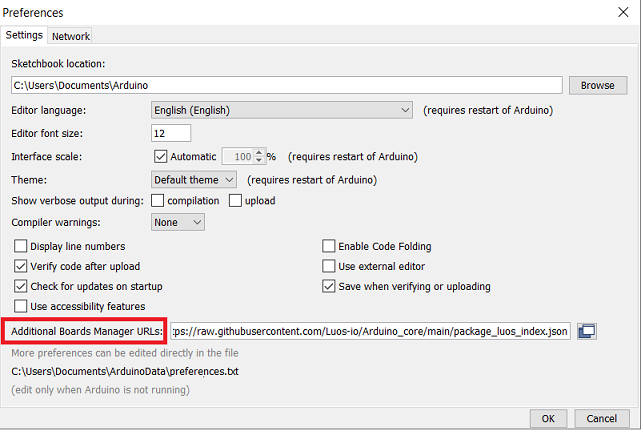 Preferences
Settings Network
Sketchbook location:
C:\Users\Documents\Arduino Browse
Editor language: English (English) (requires restart of Arduino)
Editor font size: 12
Interface scale: Automatic 100 % (requires restart of Arduino)
Theme: Default theme (requires restart of Arduino)
Show verbose output during: compilation upload
Compiler warnings: None
Display line numbers Enable Code Folding
Verify code after upload Use external editor
Check for updates on startup Save when verifying or uploading
Use accessibility features
Additional Boards Manager URLs: :ps://raw.githubusercontent.com/Luos-io/Arduino_core/main/package_luos_index.json
More preferences can be edited directly in the file
C:\Users\Documents\ArduinoData\preferences.txt
(edit only when Arduino is not running)
OK Cancel